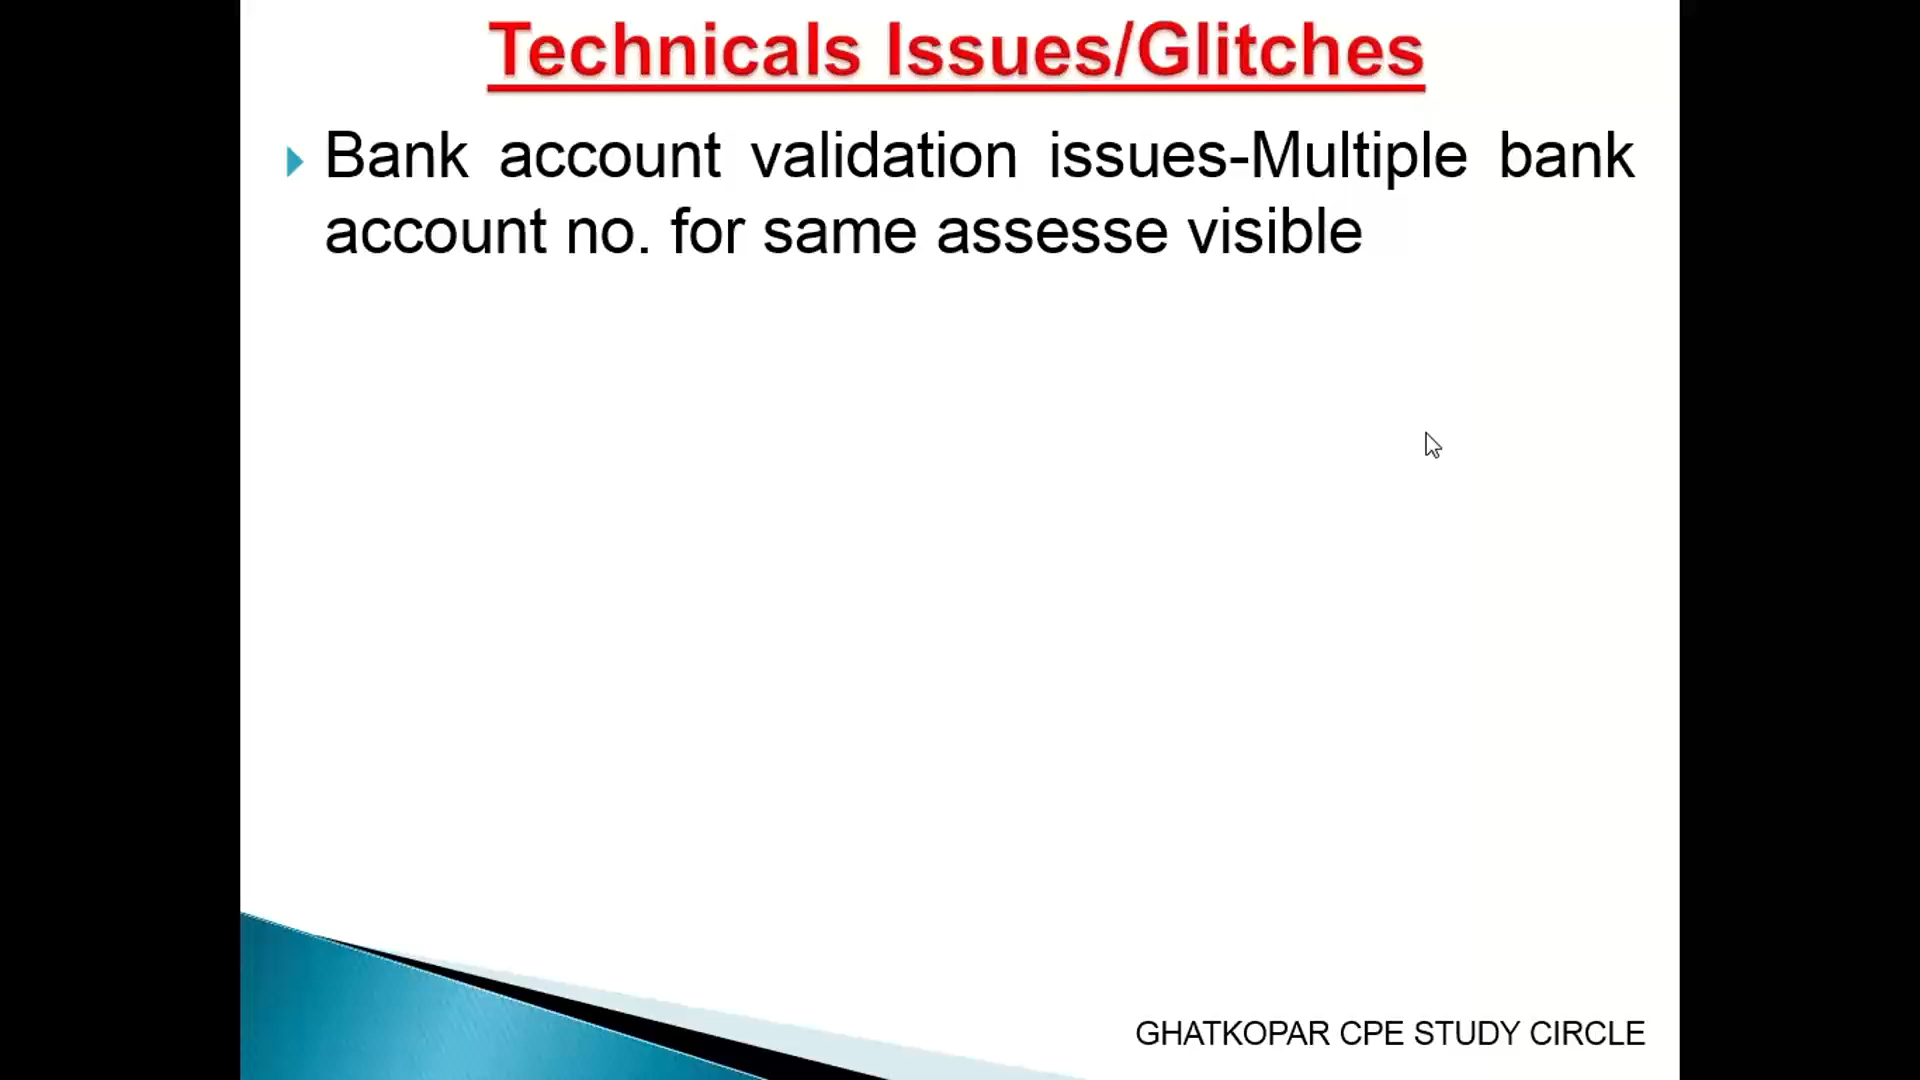 Technicals Issues/Glitches
Bank account validation issues-Multiple bank
account no. for same assesse visible
GHATKOPAR CPE STUDY CIRCLE